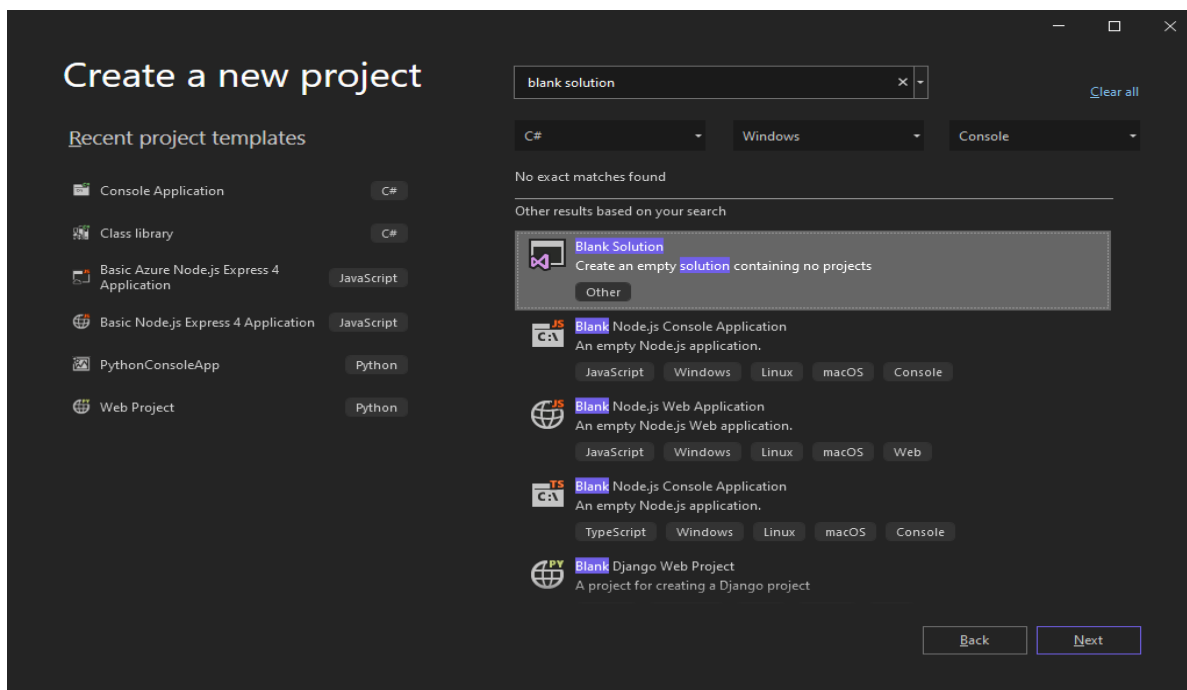 Create a new project
Recent project templates
Console Application C#
Class library C#
Basic Azure Node.js Express 4
Application JavaScript
Basic Node.js Express 4 Application JavaScript
PythonConsoleApp Python
Web Project Python
blank solution
Clear all
C# Windows Console
No exact matches found
Other results based on your search
Blank Solution
Create an empty solution containing no projects
Other
JS
C:\
Blank Node.js Console Application
An empty Node.js application.
JavaScript Windows Linux macOS Console
JS
Blank Node.js Web Application
An empty Node.js Web application.
JavaScript Windows Linux macOS Web
TS
C:\
Blank Node.js Console Application
An empty Node.js application.
TypeScript Windows Linux macOS Console
PY
Blank Django Web Project
A project for creating a Django project
Back Next